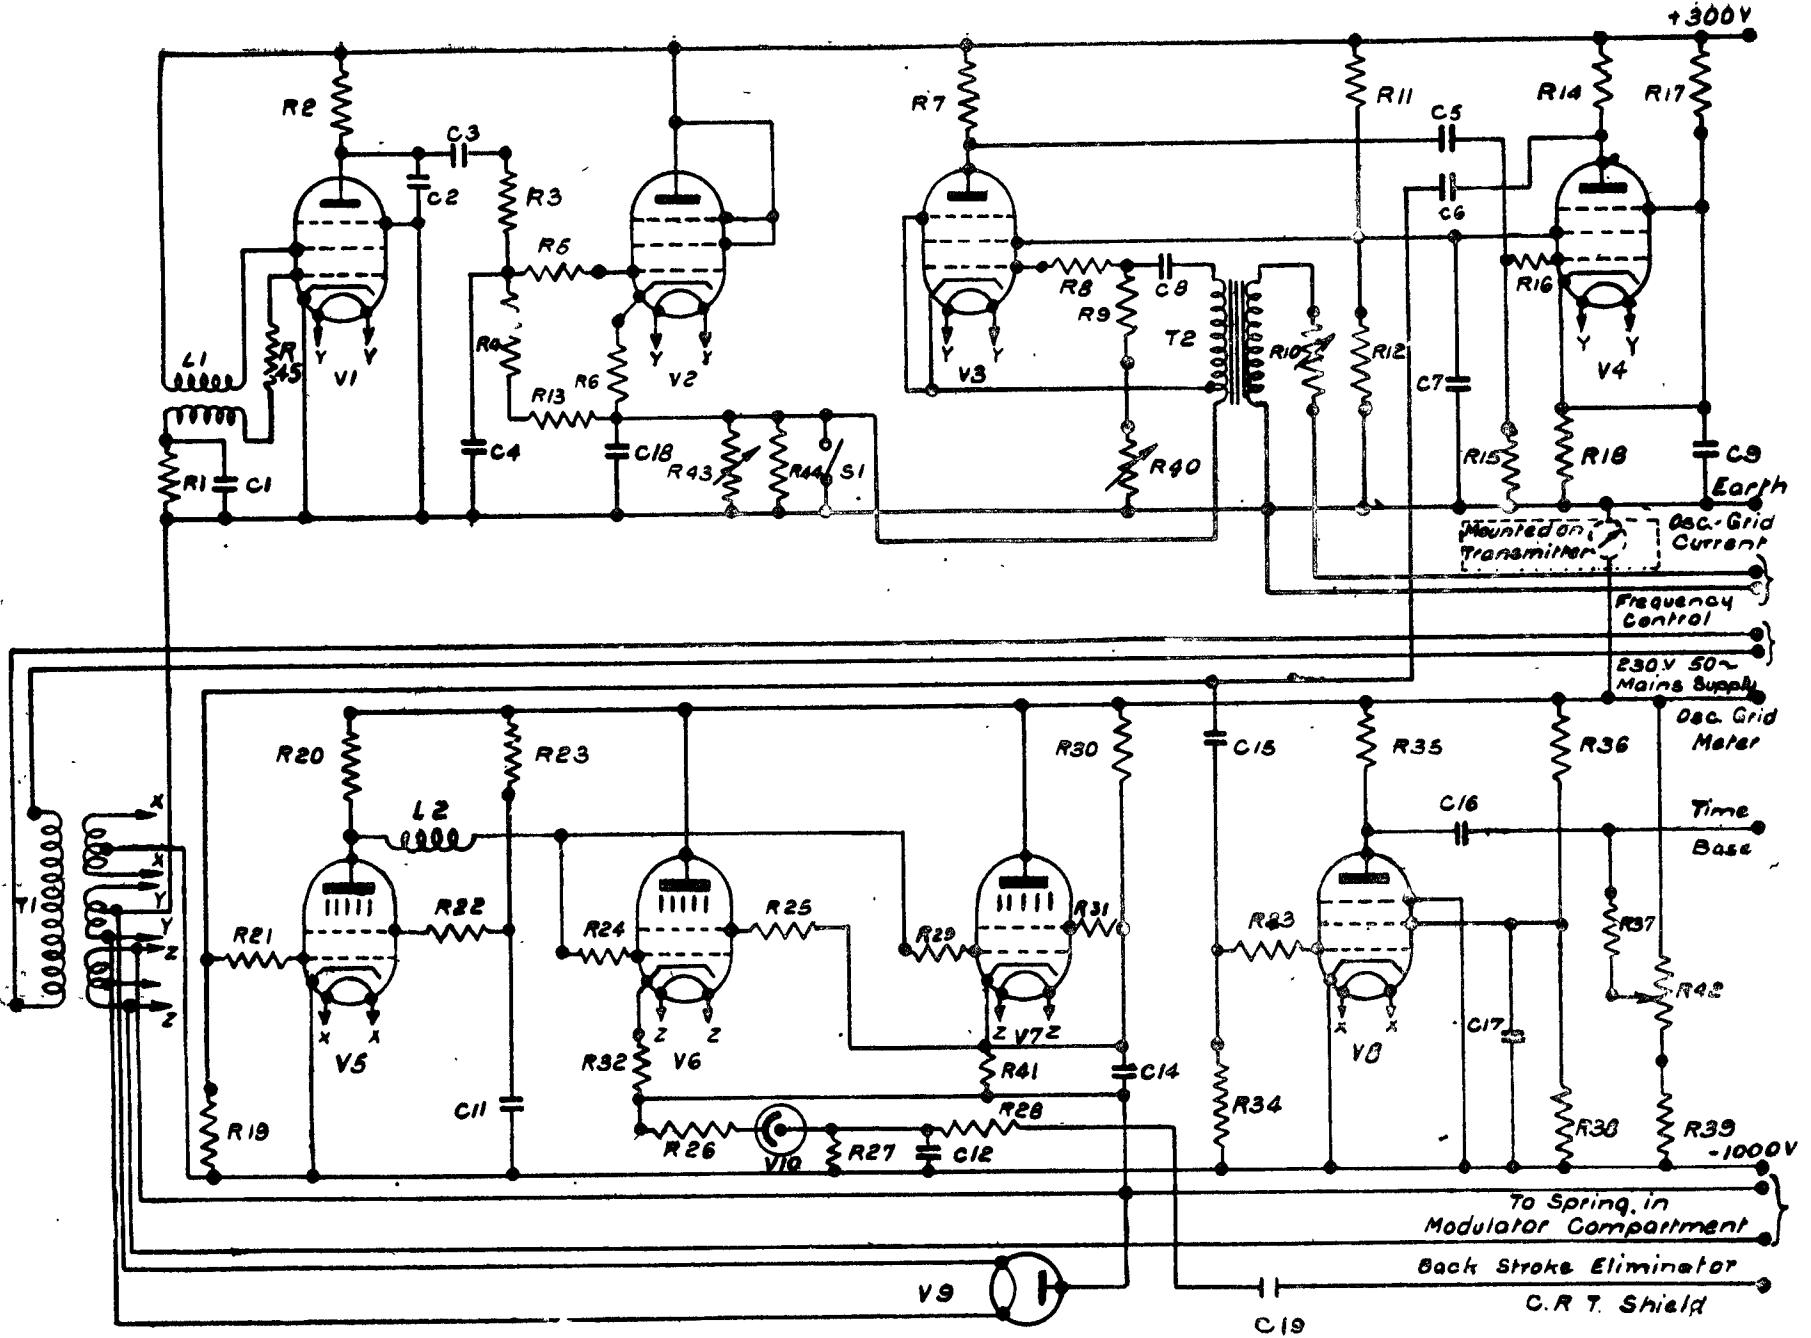 +300V
R2
C3
C2
R3
R5
R7
R11
C5
C6
R14
R17
L1
R
45
Y
Y
V1
R4
Y
Y
R6
V2
R13
Y
Y
V3
R8
C8
R9
T2
R10
R12
C7
R16
Y
Y
V4
R1
C1
C4
C18
R43
R44
S1
R40
R15
R18
C9
Earth
Mounted on
Transmitter
Osc. Grid
Current
Frequency
Control
230V 50~
Mains Supply
Osc. Grid
Meter
R20
R23
R30
C15
R35
R36
L2
C16
Time
Base
X
X
Y
Y
Z
Z
T1
R21
R22
R24
R25
R29
R31
R33
R37
R42
X
X
V5
Z
Z
V6
Z
V7
Z
X
X
V8
C17
R32
R41
C14
C11
R19
R26
V10
R27
C12
R28
R34
R38
R39
-1000V
To Spring in
Modulator Compartment
Back Stroke Eliminator
C.R.T. Shield
V9
C19